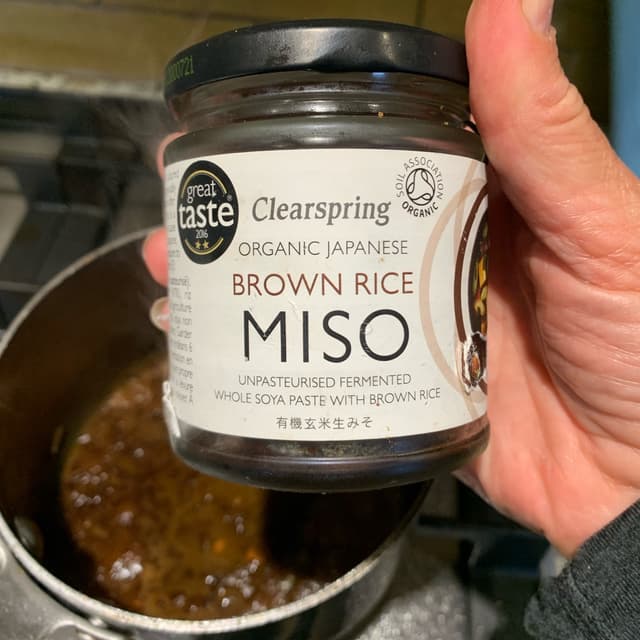 great
taste
2016
Clearspring
SOIL ASSOCIATION
ORGANIC
ORGANIC JAPANESE
BROWN RICE
MISO
UNPASTEURISED FERMENTED
WHOLE SOYA PASTE WITH BROWN RICE
有機玄米生みそ